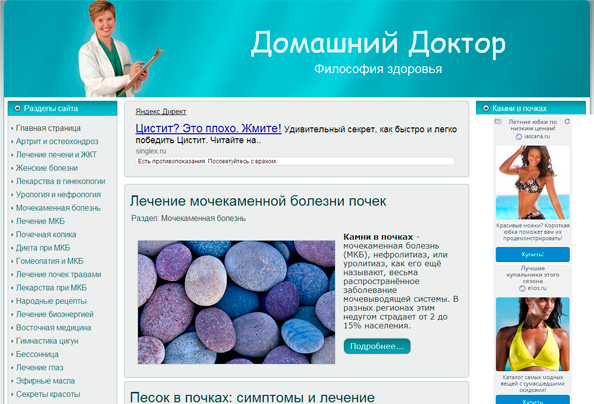 Домашний Доктор
Философия здоровья
Разделы сайта
Главная страница
Артрит и остеохондроз
Лечение печени и ЖКТ
Женские болезни
Лекарства в гинекологии
Урология и нефрология
Мочекаменная болезнь
Лечение МКБ
Почечная колика
Диета при МКБ
Гомеопатия и МКБ
Лечение почек травами
Лекарства при МКБ
Народные рецепты
Лечение биоэнергией
Восточная медицина
Гимнастика цигун
Бессонница
Лечение глаз
Эфирные масла
Секреты красоты
Яндекс Директ
Цистит? Это плохо. Жмите! Удивительный секрет, как быстро и легко
победить Цистит. Читайте на..
singlex.ru
Есть противопоказания. Посоветуйтесь с врачом.
Лечение мочекаменной болезни почек
Раздел: Мочекаменная болезнь
Камни в почках -
мочекаменная болезнь
(МКБ), нефролитиаз, или
уролитиаз, как его ещё
называют, весьма
распространённое
заболевание
мочевыводящей системы. В
разных регионах этим
недугом страдает от 2 до
15% населения.
Подробнее...
Песок в почках: симптомы и лечение
Камни в почках
Летние юбки по
низким ценам!
lascana.ru
Красивые ножки? Короткая
юбка поможет вам их
продемонстрировать!
Купить!
Лучшие
купальники этого
сезона
elios.ru
Каталог самых модных
вещей с сумасшедшими
скидками!
Купить!